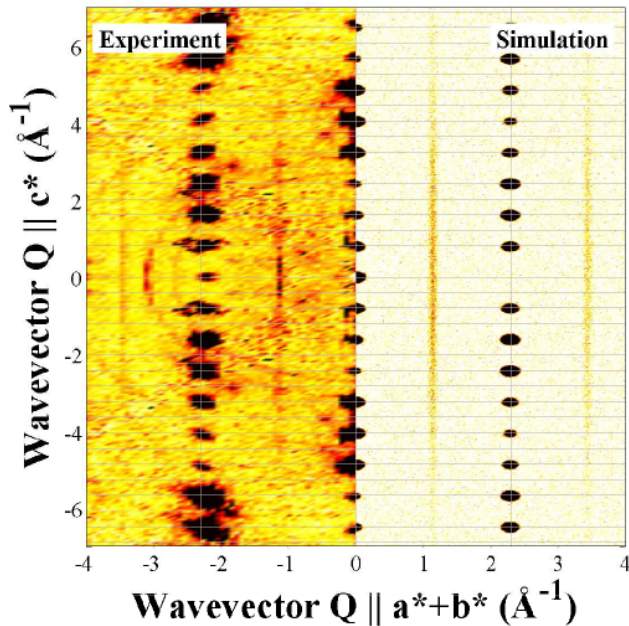 Experiment
Simulation
Wavevector Q || c* (Å⁻¹)
6
4
2
0
-2
-4
-6
-4 -3 -2 -1 0 1 2 3 4
Wavevector Q || a*+b* (Å⁻¹)